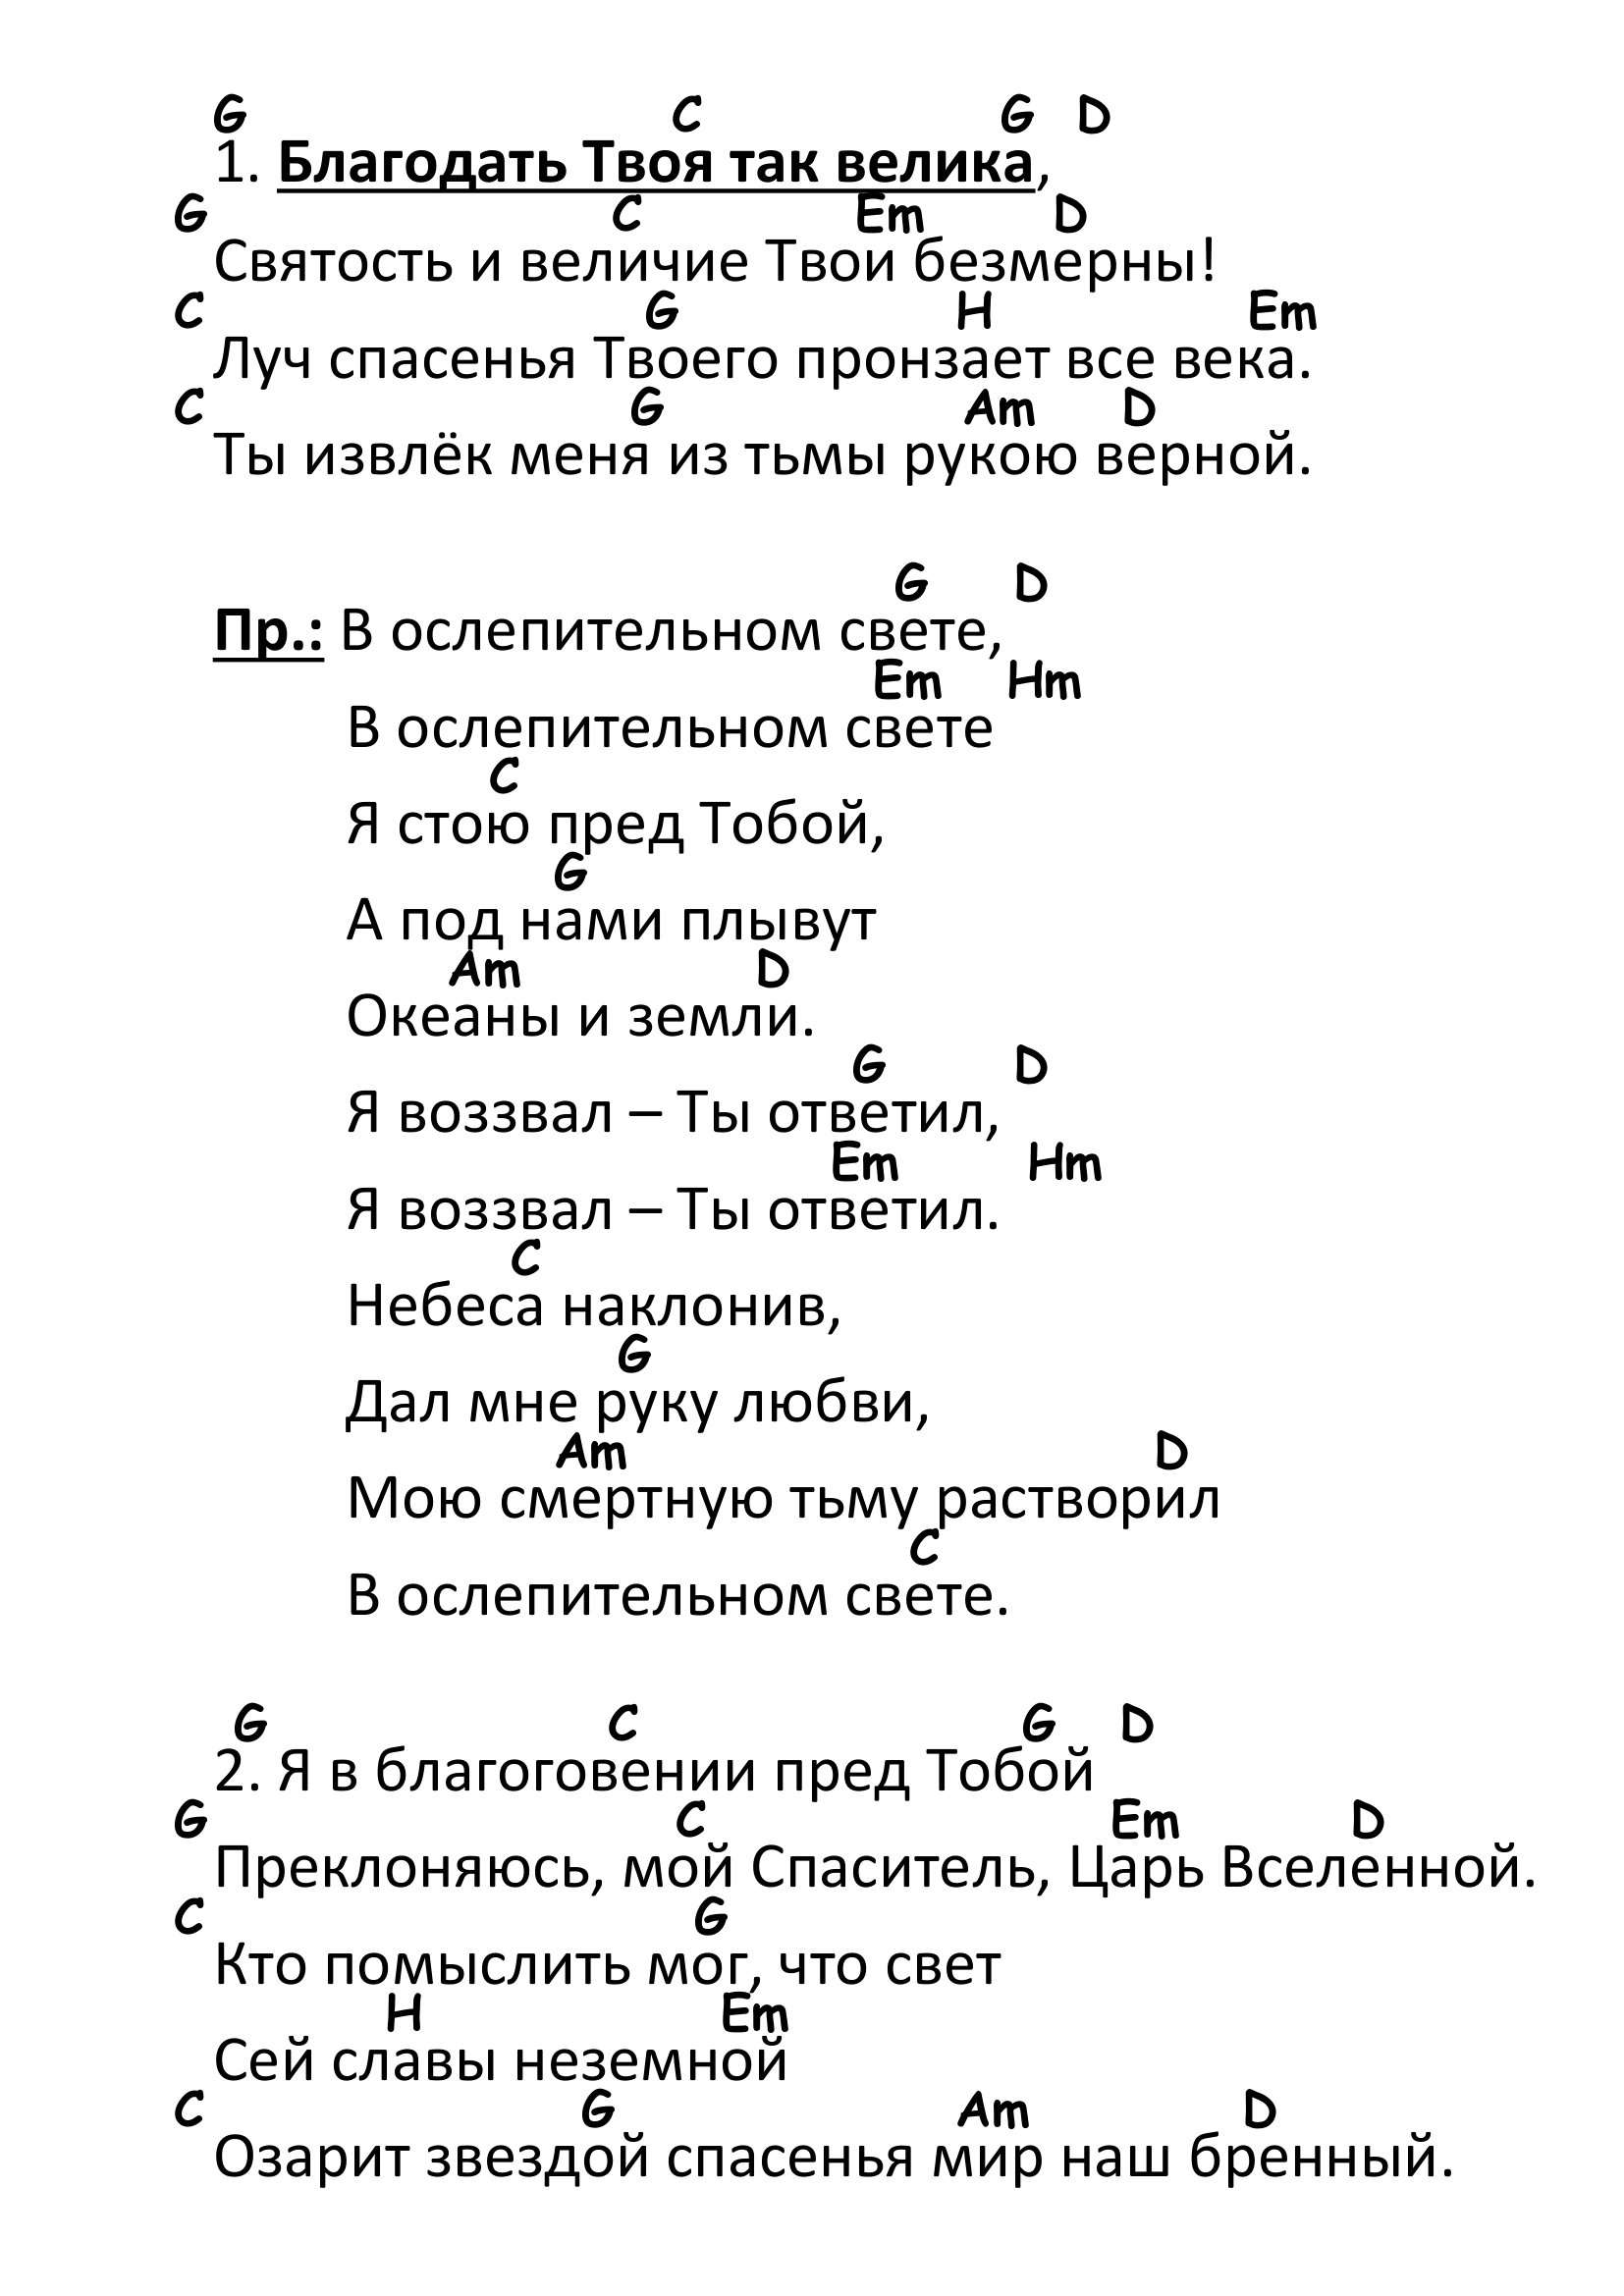 G C G D
1. Благодать Твоя так велика,
G C Em D
Святость и величие Твои безмерны!
C G H Em
Луч спасенья Твоего пронзает все века.
C G Am D
Ты извлёк меня из тьмы рукою верной.
G D
Пр.: В ослепительном свете,
Em Hm
В ослепительном свете
C
Я стою пред Тобой,
G
А под нами плывут
Am D
Океаны и земли.
G D
Я воззвал – Ты ответил,
Em Hm
Я воззвал – Ты ответил.
C
Небеса наклонив,
G
Дал мне руку любви,
Am D
Мою смертную тьму растворил
C
В ослепительном свете.
G C G D
2. Я в благоговении пред Тобой
G C Em D
Преклоняюсь, мой Спаситель, Царь Вселенной.
C G
Кто помыслить мог, что свет
H Em
Сей славы неземной
C G Am D
Озарит звездой спасенья мир наш бренный.